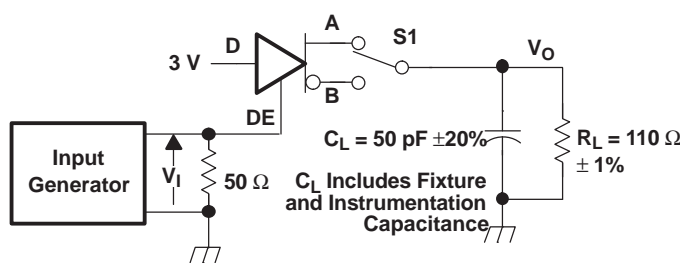 A
S1
D
3 V
VO
B
DE
Input
Generator
VI
50 Ω
CL = 50 pF ±20%
RL = 110 Ω
± 1%
CL Includes Fixture
and Instrumentation
Capacitance